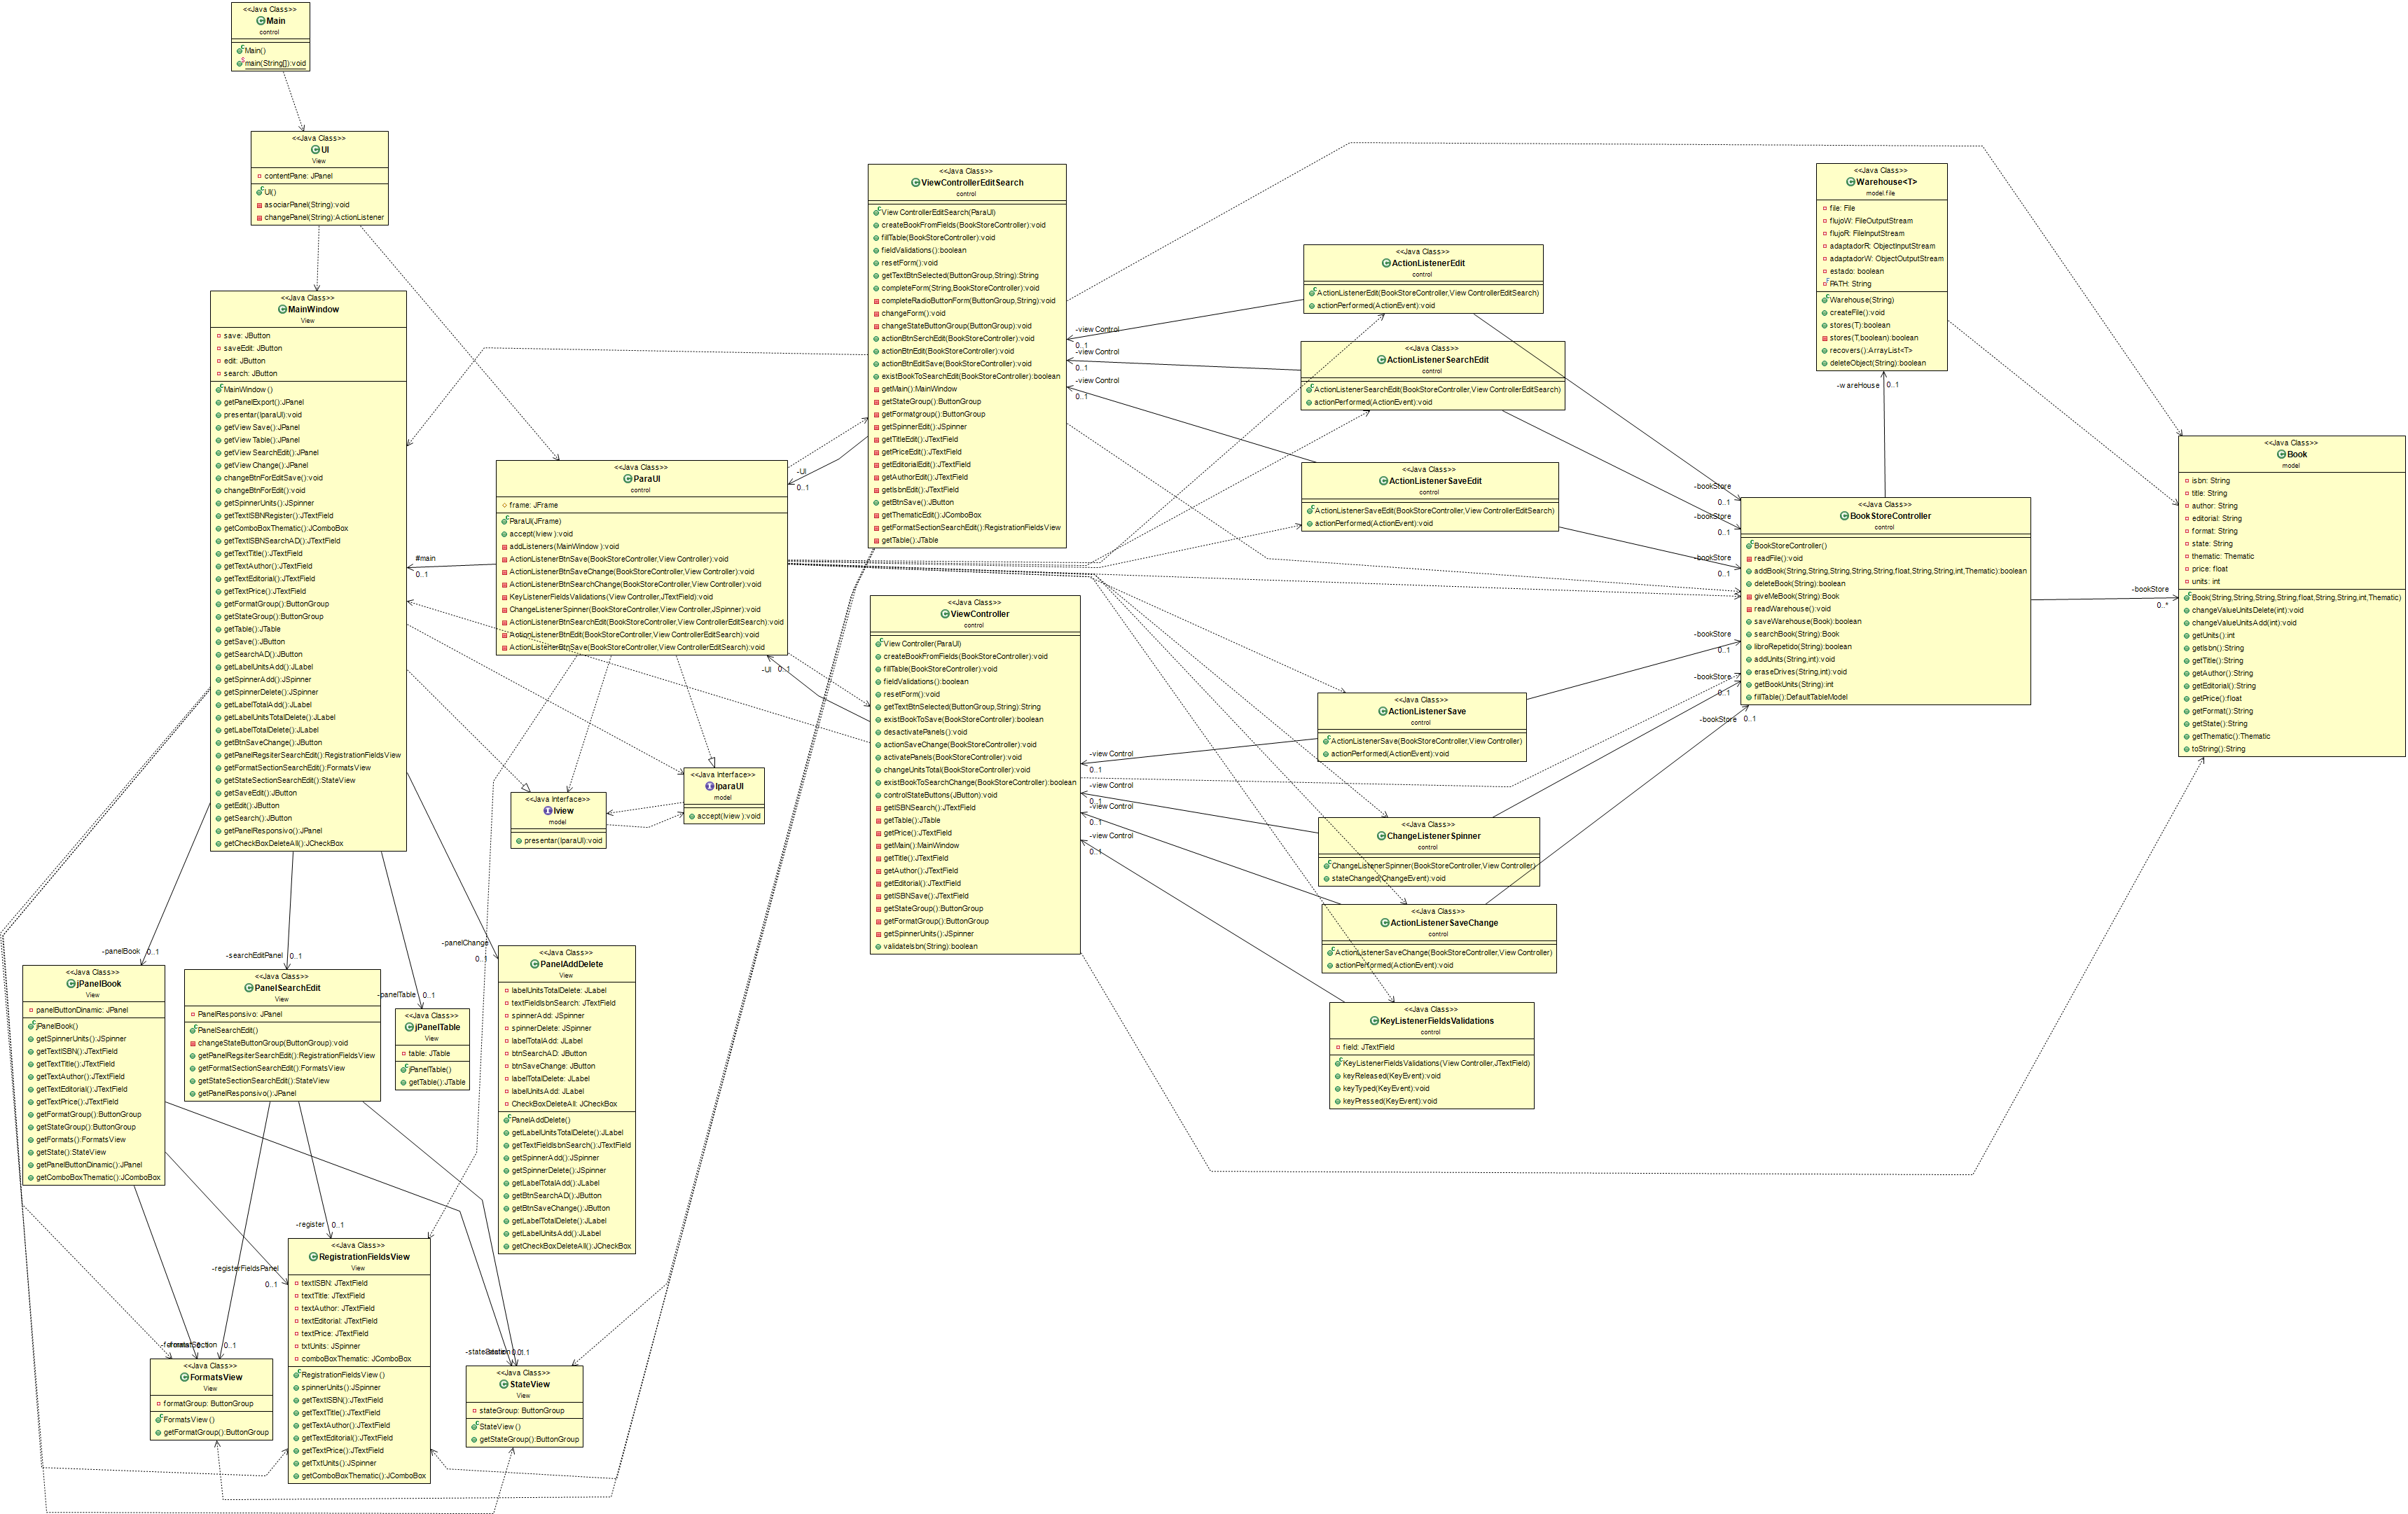 <<Java Class>>
Main
control
Main()
main(String[]):void
<<Java Class>>
UI
View
contentPane: JPanel
UI()
asociarPanel(String):void
changePanel(String):ActionListener
<<Java Class>>
MainWindow
View
save: JButton
saveEdit: JButton
edit: JButton
search: JButton
MainWindow()
getPanelExport():JPanel
presentar(IparaUI):void
getView Save():JPanel
getView Table():JPanel
getView SearchEdit():JPanel
getView Change():JPanel
changeBtnForEditSave():void
changeBtnForEdit():void
getSpinnerUnits():JSpinner
getTextISBNRegister():JTextField
getComboBoxThematic():JComboBox
getTextISBNSearchAD():JTextField
getTextTitle():JTextField
getTextAuthor():JTextField
getTextEditorial():JTextField
getTextPrice():JTextField
getFormatGroup():ButtonGroup
getStateGroup():ButtonGroup
getTable():JTable
getSave():JButton
getSearchAD():JButton
getLabelUnitsAdd():JLabel
getSpinnerAdd():JSpinner
getSpinnerDelete():JSpinner
getLabelTotalAdd():JLabel
getLabelUnitsTotalDelete():JLabel
getLabelTotalDelete():JLabel
getBtnSaveChange():JButton
getPanelRegsiterSearchEdit():RegistrationFieldsView
getFormatSectionSearchEdit():FormatsView
getStateSectionSearchEdit():StateView
getSaveEdit():JButton
getEdit():JButton
getSearch():JButton
getPanelResponsivo():JPanel
getCheckBoxDeleteAll():JCheckBox
<<Java Class>>
ParaUI
control
frame: JFrame
ParaUI(JFrame)
accept(Iview ):void
addListeners(MainWindow ):void
ActionListenerBtnSave(BookStoreController,View Controller):void
ActionListenerBtnSaveChange(BookStoreController,View Controller):void
ActionListenerBtnSearchChange(BookStoreController,View Controller):void
KeyListenerFieldsValidations(View Controller,JTextField):void
ChangeListenerSpinner(BookStoreController,View Controller,JSpinner):void
ActionListenerBtnSearchEdit(BookStoreController,View ControllerEditSearch):void
ActionListenerBtnEdit(BookStoreController,View ControllerEditSearch):void
ActionListenerBtnSave(BookStoreController,View ControllerEditSearch):void
#main
0..1
-UI
0..1
-UI
0..1
<<Java Interface>>
Iview
model
presentar(IparaUI):void
<<Java Interface>>
IparaUI
model
accept(Iview ):void
<<Java Class>>
ViewControllerEditSearch
control
View ControllerEditSearch(ParaUI)
createBookFromFields(BookStoreController):void
fillTable(BookStoreController):void
fieldValidations():boolean
resetForm():void
getTextBtnSelected(ButtonGroup,String):String
completeForm(String,BookStoreController):void
completeRadioButtonForm(ButtonGroup,String):void
changeForm():void
changeStateButtonGroup(ButtonGroup):void
actionBtnSerchEdit(BookStoreController):void
actionBtnEdit(BookStoreController):void
actionBtnEditSave(BookStoreController):void
existBookToSearchEdit(BookStoreController):boolean
getMain():MainWindow
getStateGroup():ButtonGroup
getFormatgroup():ButtonGroup
getSpinnerEdit():JSpinner
getTitleEdit():JTextField
getPriceEdit():JTextField
getEditorialEdit():JTextField
getAuthorEdit():JTextField
getIsbnEdit():JTextField
getBtnSave():JButton
getThematicEdit():JComboBox
getFormatSectionSearchEdit():RegistrationFieldsView
getTable():JTable
<<Java Class>>
ViewController
control
View Controller(ParaUI)
createBookFromFields(BookStoreController):void
fillTable(BookStoreController):void
fieldValidations():boolean
resetForm():void
getTextBtnSelected(ButtonGroup,String):String
existBookToSave(BookStoreController):boolean
desactivatePanels():void
actionSaveChange(BookStoreController):void
activatePanels(BookStoreController):void
changeUnitsTotal(BookStoreController):void
existBookToSearchChange(BookStoreController):boolean
controlStateButtons(JButton):void
getISBNSearch():JTextField
getTable():JTable
getPrice():JTextField
getMain():MainWindow
getTitle():JTextField
getAuthor():JTextField
getEditorial():JTextField
getISBNSave():JTextField
getStateGroup():ButtonGroup
getFormatGroup():ButtonGroup
getSpinnerUnits():JSpinner
validateIsbn(String):boolean
-view Control
0..1
-view Control
0..1
-view Control
0..1
-view Control
0..1
-view Control
0..1
-view Control
0..1
-view Control
0..1
<<Java Class>>
ActionListenerEdit
control
ActionListenerEdit(BookStoreController,View ControllerEditSearch)
actionPerformed(ActionEvent):void
<<Java Class>>
ActionListenerSearchEdit
control
ActionListenerSearchEdit(BookStoreController,View ControllerEditSearch)
actionPerformed(ActionEvent):void
<<Java Class>>
ActionListenerSaveEdit
control
ActionListenerSaveEdit(BookStoreController,View ControllerEditSearch)
actionPerformed(ActionEvent):void
<<Java Class>>
ActionListenerSave
control
ActionListenerSave(BookStoreController,View Controller)
actionPerformed(ActionEvent):void
<<Java Class>>
ChangeListenerSpinner
control
ChangeListenerSpinner(BookStoreController,View Controller)
stateChanged(ChangeEvent):void
<<Java Class>>
ActionListenerSaveChange
control
ActionListenerSaveChange(BookStoreController,View Controller)
actionPerformed(ActionEvent):void
<<Java Class>>
KeyListenerFieldsValidations
control
field: JTextField
KeyListenerFieldsValidations(View Controller,JTextField)
keyReleased(KeyEvent):void
keyTyped(KeyEvent):void
keyPressed(KeyEvent):void
-bookStore
0..1
-bookStore
0..1
-bookStore
0..1
-bookStore
0..1
-bookStore
0..1
-bookStore
0..1
<<Java Class>>
Warehouse<T>
model.file
file: File
flujoW: FileOutputStream
flujoR: FileInputStream
adaptadorR: ObjectInputStream
adaptadorW: ObjectOutputStream
estado: boolean
PATH: String
Warehouse(String)
createFile():void
stores(T):boolean
stores(T,boolean):boolean
recovers():ArrayList<T>
deleteObject(String):boolean
-wareHouse
0..1
<<Java Class>>
BookStoreController
control
BookStoreController()
readFile():void
addBook(String,String,String,String,float,String,String,int,Thematic):boolean
deleteBook(String):boolean
giveMeBook(String):Book
readWarehouse():void
saveWarehouse(Book):boolean
searchBook(String):Book
libroRepetido(String):boolean
addUnits(String,int):void
eraseDrives(String,int):void
getBookUnits(String):int
fillTable():DefaultTableModel
-bookStore
0..*
<<Java Class>>
Book
model
isbn: String
title: String
author: String
editorial: String
format: String
state: String
thematic: Thematic
price: float
units: int
Book(String,String,String,String,float,String,String,int,Thematic)
changeValueUnitsDelete(int):void
changeValueUnitsAdd(int):void
getUnits():int
getIsbn():String
getTitle():String
getAuthor():String
getEditorial():String
getPrice():float
getFormat():String
getState():String
getThematic():Thematic
toString():String
-panelBook
0..1
-searchEditPanel
0..1
-panelTable
0..1
-panelChange
0..1
<<Java Class>>
jPanelBook
View
panelButtonDinamic: JPanel
jPanelBook()
getSpinnerUnits():JSpinner
getTextISBN():JTextField
getTextTitle():JTextField
getTextAuthor():JTextField
getTextEditorial():JTextField
getTextPrice():JTextField
getFormatGroup():ButtonGroup
getStateGroup():ButtonGroup
getFormats():FormatsView
getState():StateView
getPanelButtonDinamic():JPanel
getComboBoxThematic():JComboBox
<<Java Class>>
PanelSearchEdit
View
PanelResponsivo: JPanel
PanelSearchEdit()
changeStateButtonGroup(ButtonGroup):void
getPanelRegsiterSearchEdit():RegistrationFieldsView
getFormatSectionSearchEdit():FormatsView
getStateSectionSearchEdit():StateView
getPanelResponsivo():JPanel
<<Java Class>>
jPanelTable
View
table: JTable
jPanelTable()
getTable():JTable
<<Java Class>>
PanelAddDelete
View
labelUnitsTotalDelete: JLabel
textFieldIsbnSearch: JTextField
spinnerAdd: JSpinner
spinnerDelete: JSpinner
labelTotalAdd: JLabel
btnSearchAD: JButton
btnSaveChange: JButton
labelTotalDelete: JLabel
labelUnitsAdd: JLabel
CheckBoxDeleteAll: JCheckBox
PanelAddDelete()
getLabelUnitsTotalDelete():JLabel
getTextFieldIsbnSearch():JTextField
getSpinnerAdd():JSpinner
getSpinnerDelete():JSpinner
getLabelTotalAdd():JLabel
getBtnSearchAD():JButton
getBtnSaveChange():JButton
getLabelTotalDelete():JLabel
getLabelUnitsAdd():JLabel
getCheckBoxDeleteAll():JCheckBox
-register
0..1
-registerFieldsPanel
0..1
<<Java Class>>
RegistrationFieldsView
View
textISBN: JTextField
textTitle: JTextField
textAuthor: JTextField
textEditorial: JTextField
textPrice: JTextField
txtUnits: JSpinner
comboBoxThematic: JComboBox
RegistrationFieldsView ()
spinnerUnits():JSpinner
getTextISBN():JTextField
getTextTitle():JTextField
getTextAuthor():JTextField
getTextEditorial():JTextField
getTextPrice():JTextField
getTxtUnits():JSpinner
getComboBoxThematic():JComboBox
0..1
<<Java Class>>
FormatsView
View
formatGroup: ButtonGroup
FormatsView ()
getFormatGroup():ButtonGroup
<<Java Class>>
StateView
View
stateGroup: ButtonGroup
StateView ()
getStateGroup():ButtonGroup